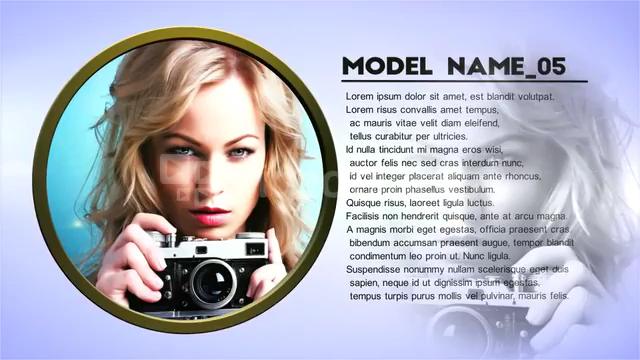 MODEL NAME_05
Lorem ipsum dolor sit amet, est blandit volutpat.
Lorem risus convallis amet tempus,
ac mauris vitae velit diam eleifend,
tellus curabitur per ultricies.
Id nulla tincidunt mi magna eros wisi,
auctor felis nec sed cras interdum nunc,
id vel integer placerat aliquam ante rhoncus,
ornare proin phasellus vestibulum.
Quisque risus, laoreet ligula luctus.
Facilisis non hendrerit quisque, ante at arcu magna.
A magnis morbi eget egestas, officia praesent cras
bibendum accumsan praesent augue, tempor blandit
condimentum leo proin ut. Nunc ligula.
Suspendisse nonummy nullam scelerisque eget duis
sapien, neque id ut dignissim ipsum egestas.
tempus turpis purus mollis vel pulvinar, mauris felis.